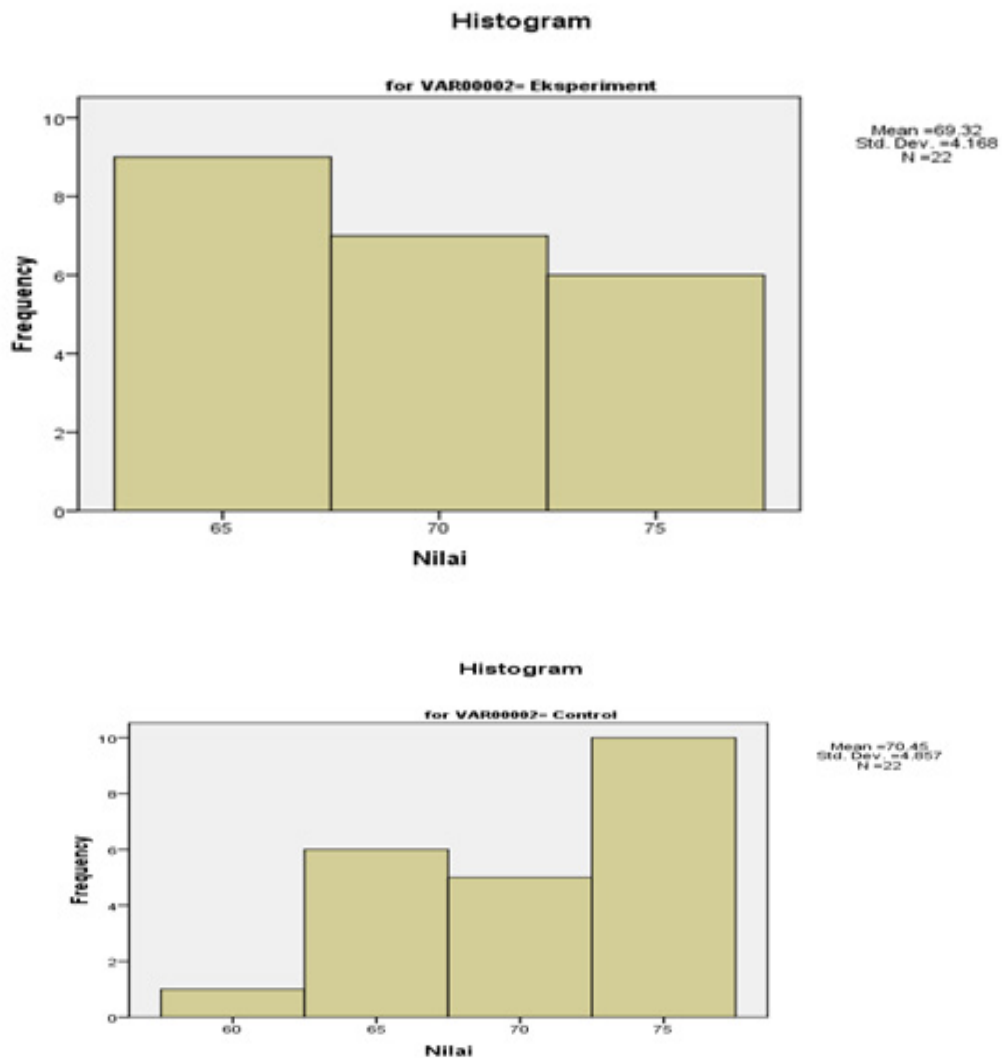 Histogram
for VAR00002= Eksperiment
Mean =69.32
Std. Dev. =4.168
N =22
Frequency
10
8
6
4
2
0
65 70 75
Nilai
Histogram
for VAR00002= Control
Mean =70.45
Std. Dev. =4.857
N =22
Frequency
10
8
6
4
2
0
60 65 70 75
Nilai